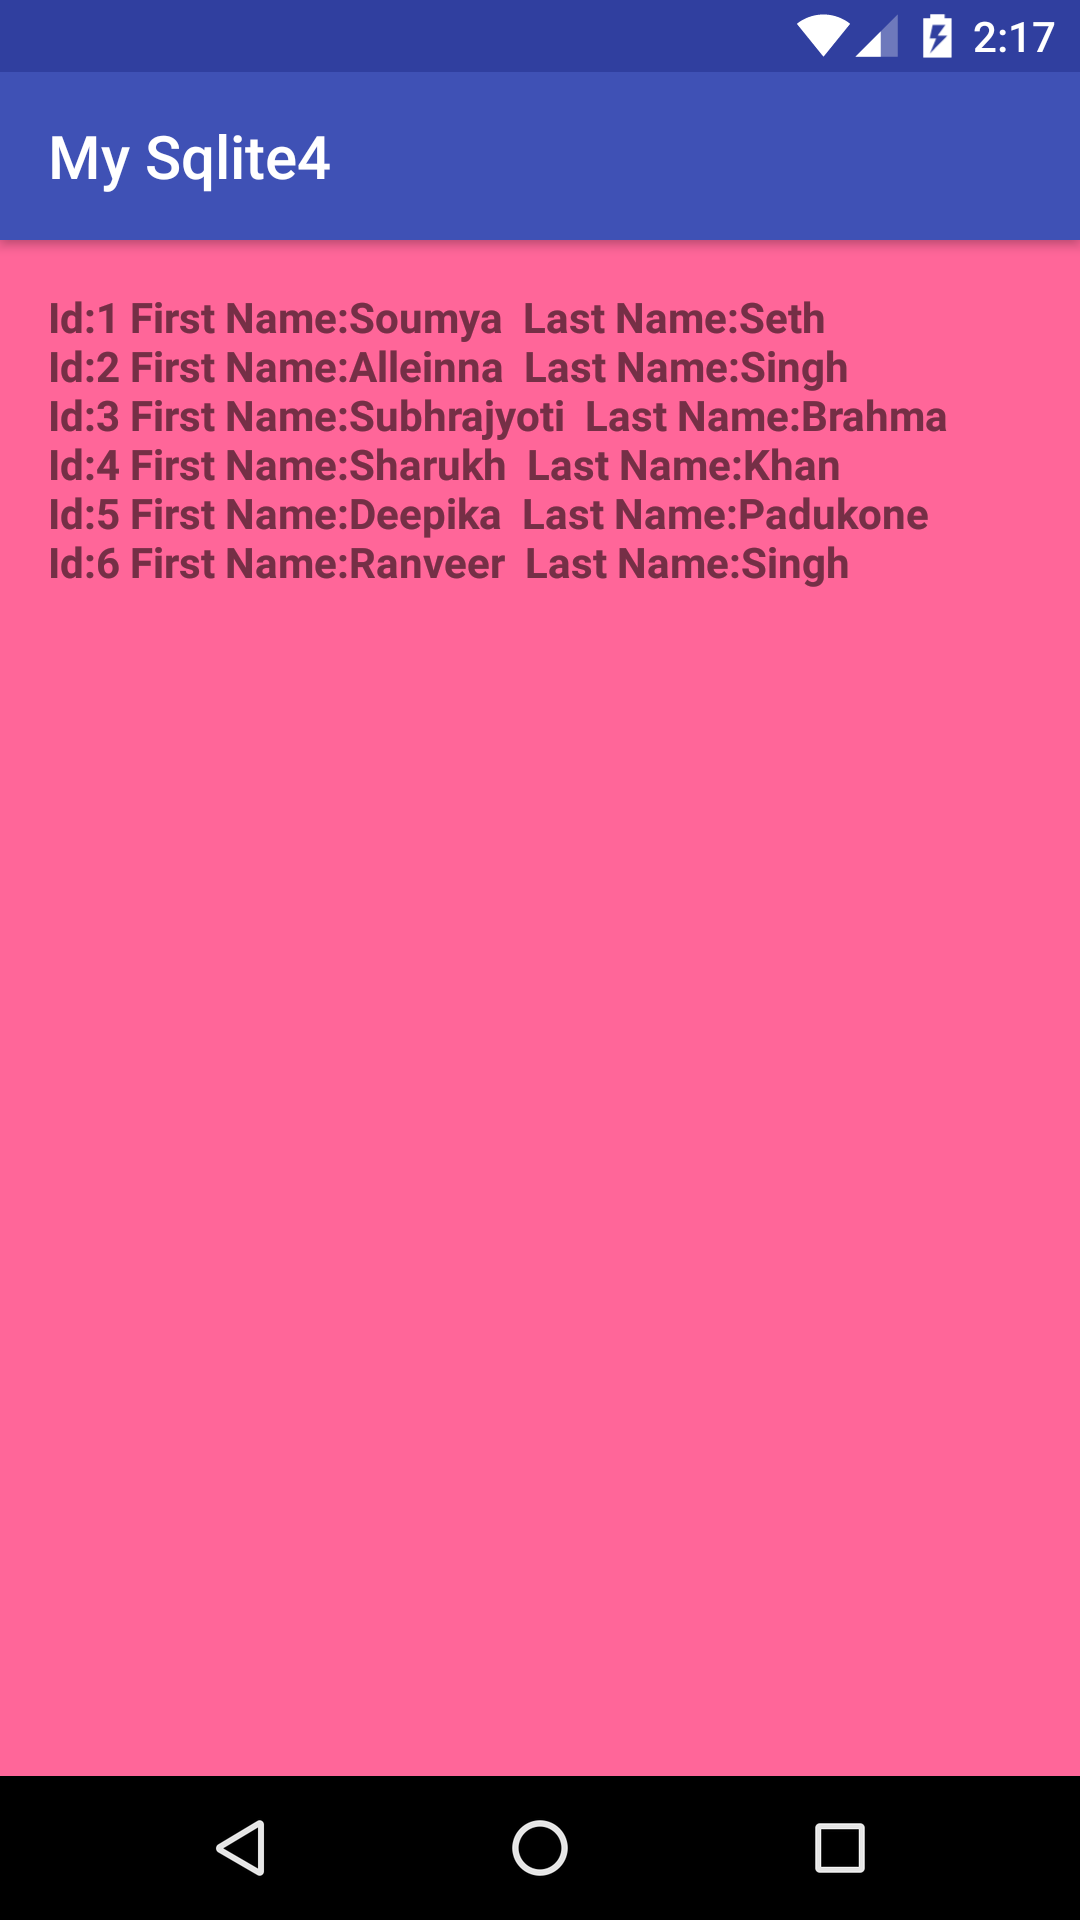 2:17
My Sqlite4
Id:1 First Name:Soumya  Last Name:Seth
Id:2 First Name:Alleinna  Last Name:Singh
Id:3 First Name:Subhrajyoti  Last Name:Brahma
Id:4 First Name:Sharukh  Last Name:Khan
Id:5 First Name:Deepika  Last Name:Padukone
Id:6 First Name:Ranveer  Last Name:Singh